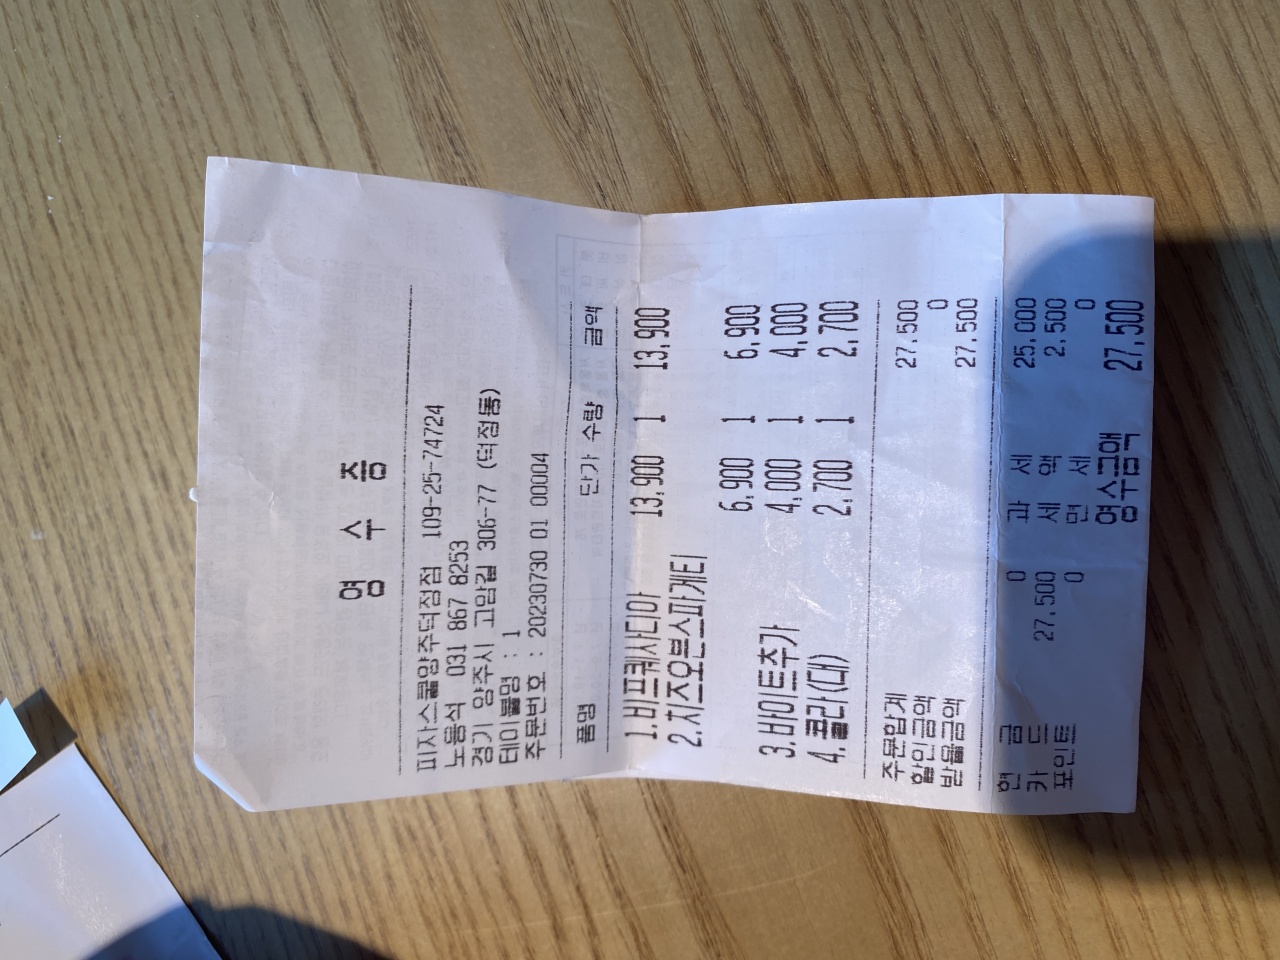 영 수 증
피자스쿨양주덕정점 109-25-74724
노음석 031 867 8253
경기 양주시 고암길 306-77 (덕정동)
테이블명 : 1
주문번호 : 20230730 01 00004
품명 단가 수량 금액
1.비프퀘사디아 13,900 1 13,900
2.치즈오븐스파게티
6,900 1 6,900
3.바이트추가 4,000 1 4,000
4.콜라(대) 2,700 1 2,700
주문합계 27,500
할인금액 0
받을금액 27,500
현 금 0 과 세 25,000
카 드 27,500 세 액 2,500
포인트 0 면 세 0
영수금액 27,500